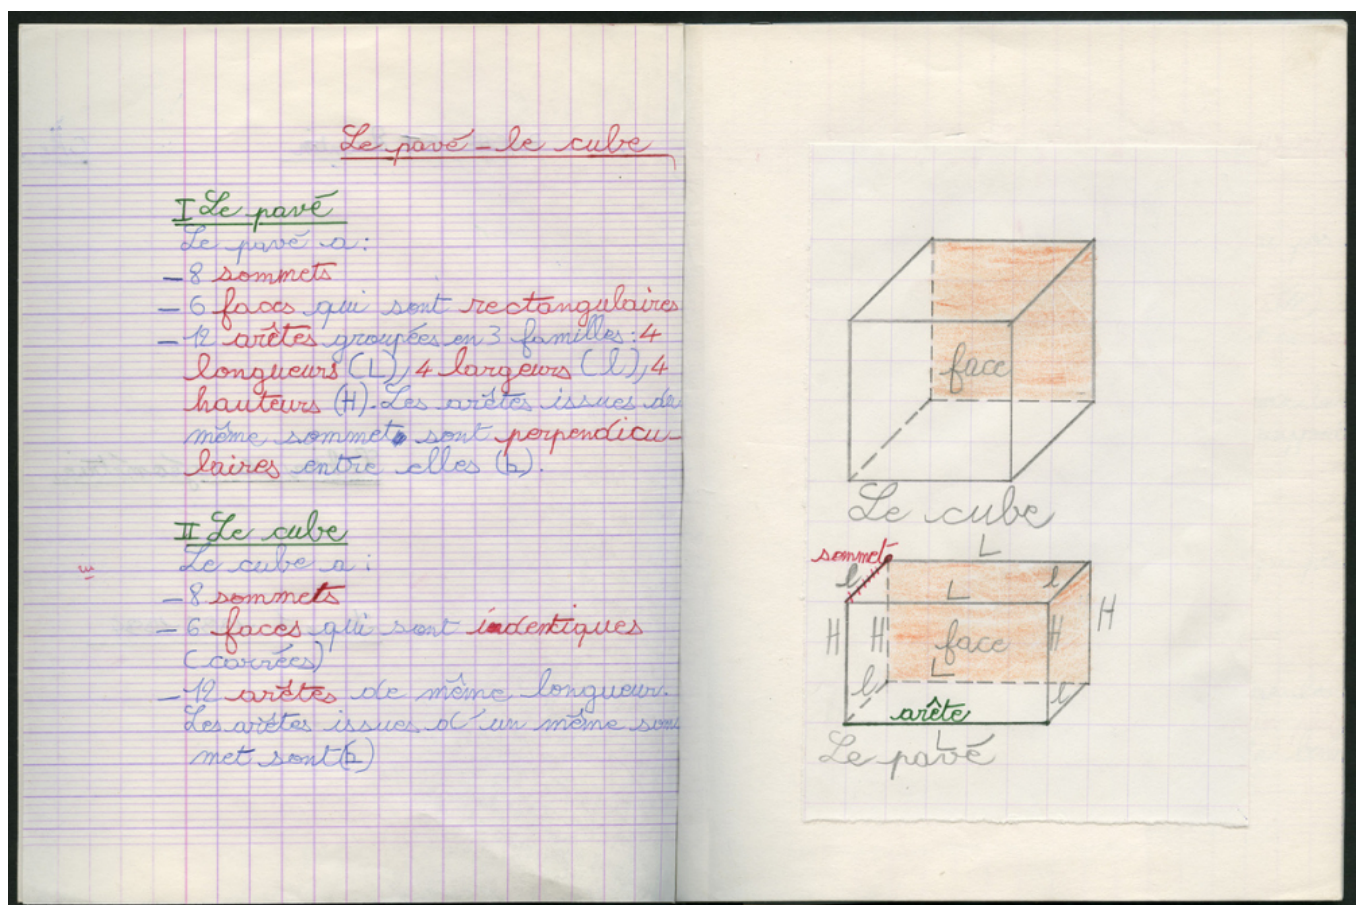 Le pavé - le cube
I Le pavé
Le pavé a :
- 8 sommets
- 6 faces qui sont rectangulaires
- 12 arêtes groupées en 3 familles : 4
longueurs (L), 4 largeurs (l), 4
hauteurs (H). Les arêtes issues de
même sommet sont perpendicu-
laires entre elles (b).
II Le cube
Le cube a :
- 8 sommets
- 6 faces qui sont indentiques
(carrées)
- 12 arêtes de même longueur.
Les arêtes issues d'un même som
met sont (b)
face
Le cube
L
sommet
l
l
L
H
H
face
H
H
L
l
l
arête
L
Le pavé